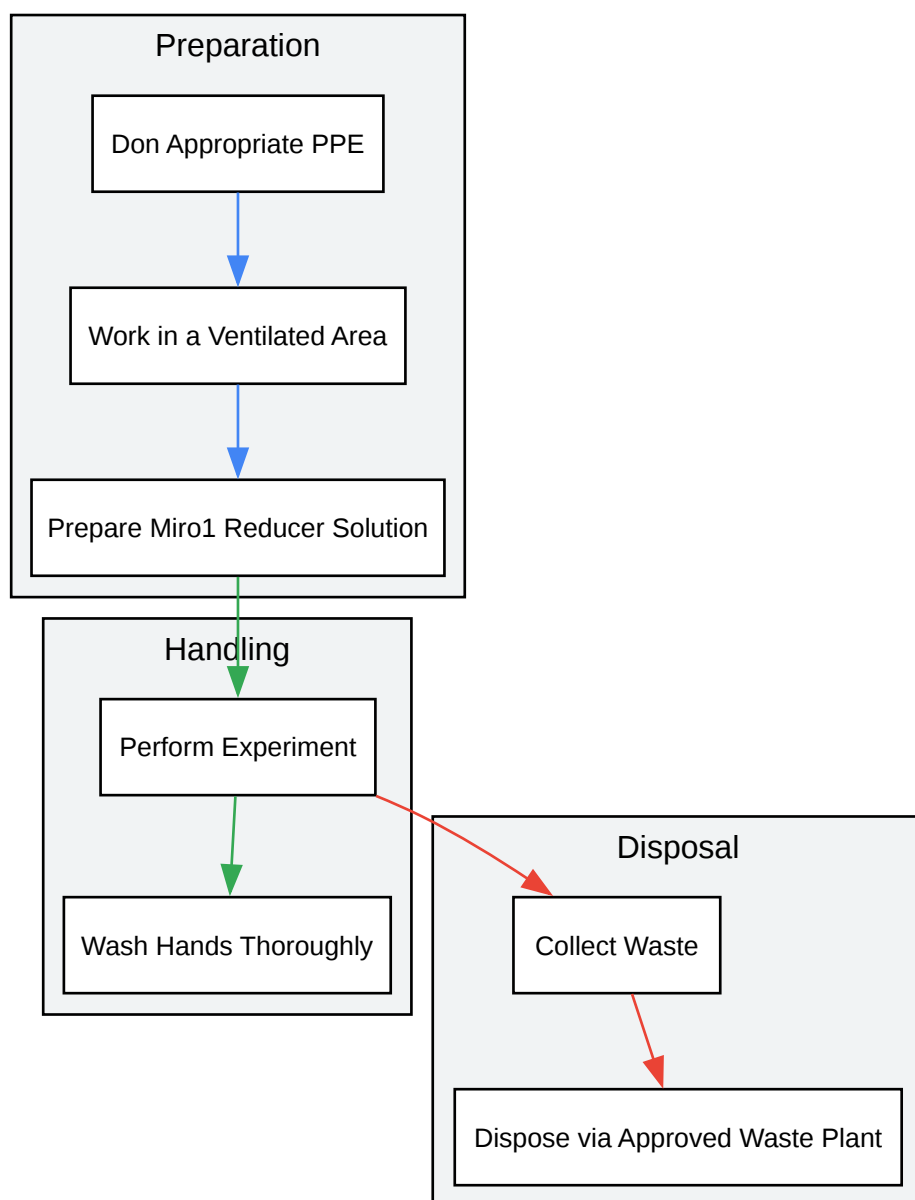 Preparation
Don Appropriate PPE
Work in a Ventilated Area
Prepare Miro1 Reducer Solution
Handling
Perform Experiment
Wash Hands Thoroughly
Disposal
Collect Waste
Dispose via Approved Waste Plant